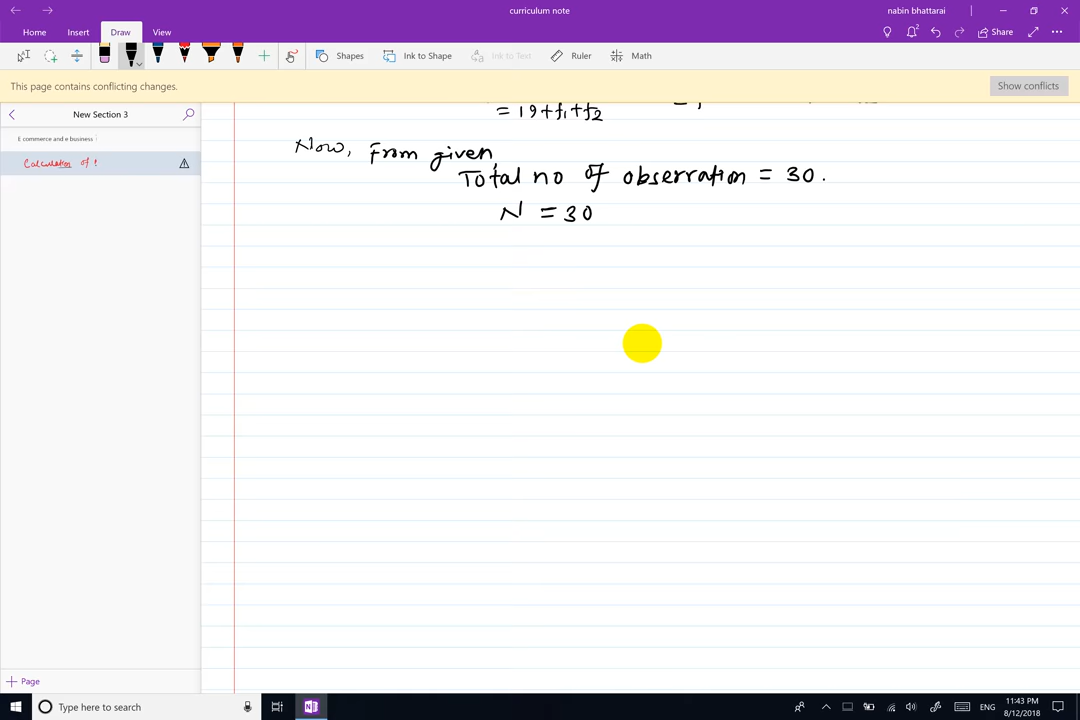 curriculum note
nabin bhattarai
Home Insert Draw View
2
Share
Shapes Ink to Shape Ink to Text Ruler Math
This page contains conflicting changes.
Show conflicts
New Section 3
E commerce and e business
Calculation of
= 19+f1+f2
Now, From given,
Total no of obserration = 30.
N = 30
+ Page
Type here to search
ENG
11:43 PM
8/12/2018